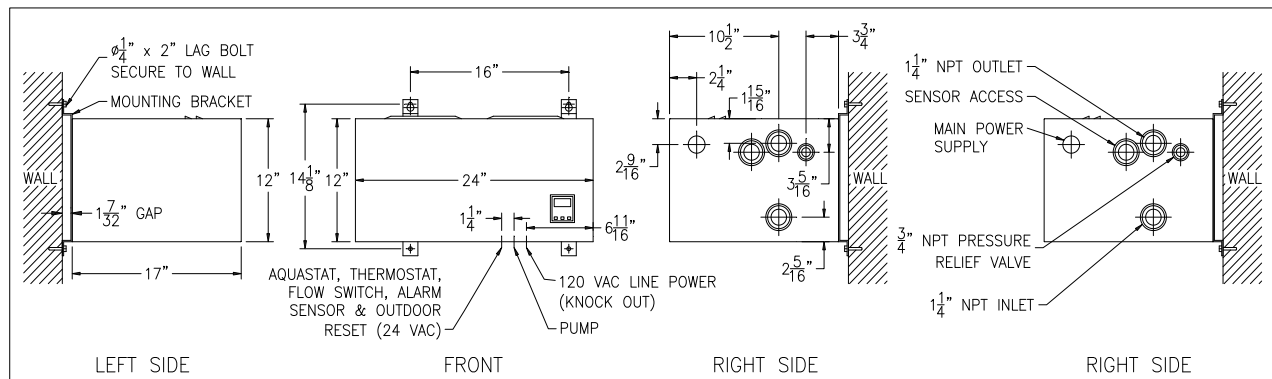 ø1/4" x 2" LAG BOLT
SECURE TO WALL
MOUNTING BRACKET
WALL
1 7/32" GAP
12"
17"
LEFT SIDE
16"
14 1/8"
12"
24"
1 1/4"
6 11/16"
AQUASTAT, THERMOSTAT,
FLOW SWITCH, ALARM
SENSOR & OUTDOOR
RESET (24 VAC)
120 VAC LINE POWER
(KNOCK OUT)
PUMP
FRONT
10 1/2"
3 3/4"
2 1/4"
1 15/16"
2 9/16"
3 5/16"
WALL
2 5/16"
RIGHT SIDE
1 1/4" NPT OUTLET
SENSOR ACCESS
MAIN POWER
SUPPLY
WALL
3/4" NPT PRESSURE
RELIEF VALVE
1 1/4" NPT INLET
RIGHT SIDE